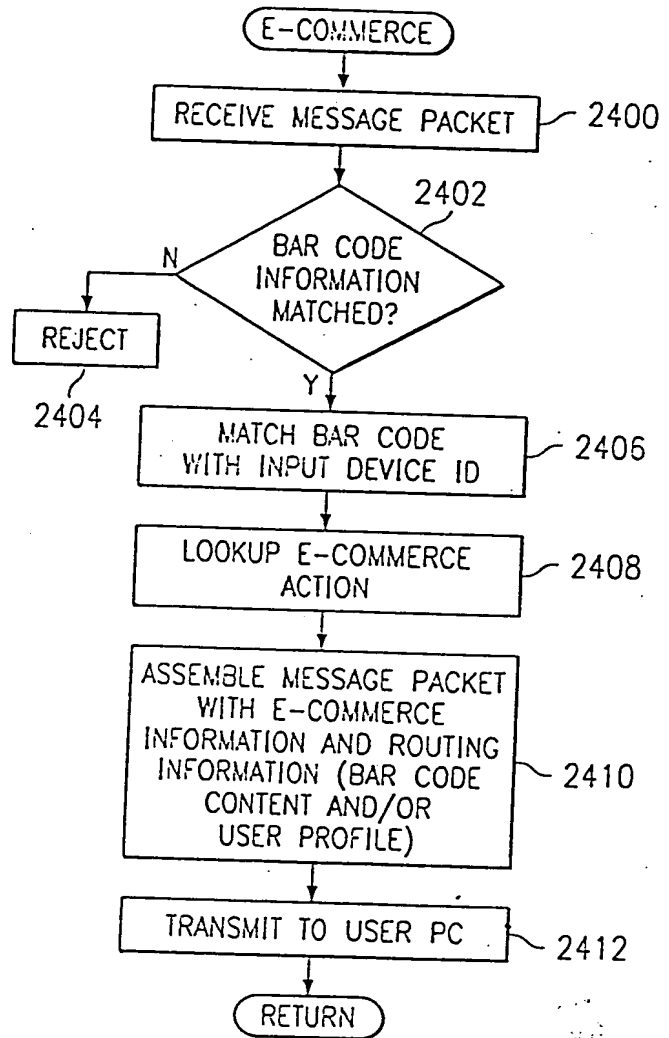 E-COMMERCE
RECEIVE MESSAGE PACKET
2400
2402
BAR CODE
INFORMATION
MATCHED?
N
REJECT
2404
Y
MATCH BAR CODE
WITH INPUT DEVICE ID
2406
LOOKUP E-COMMERCE
ACTION
2408
ASSEMBLE MESSAGE PACKET
WITH E-COMMERCE
INFORMATION AND ROUTING
INFORMATION (BAR CODE
CONTENT AND/OR
USER PROFILE)
2410
TRANSMIT TO USER PC
2412
RETURN